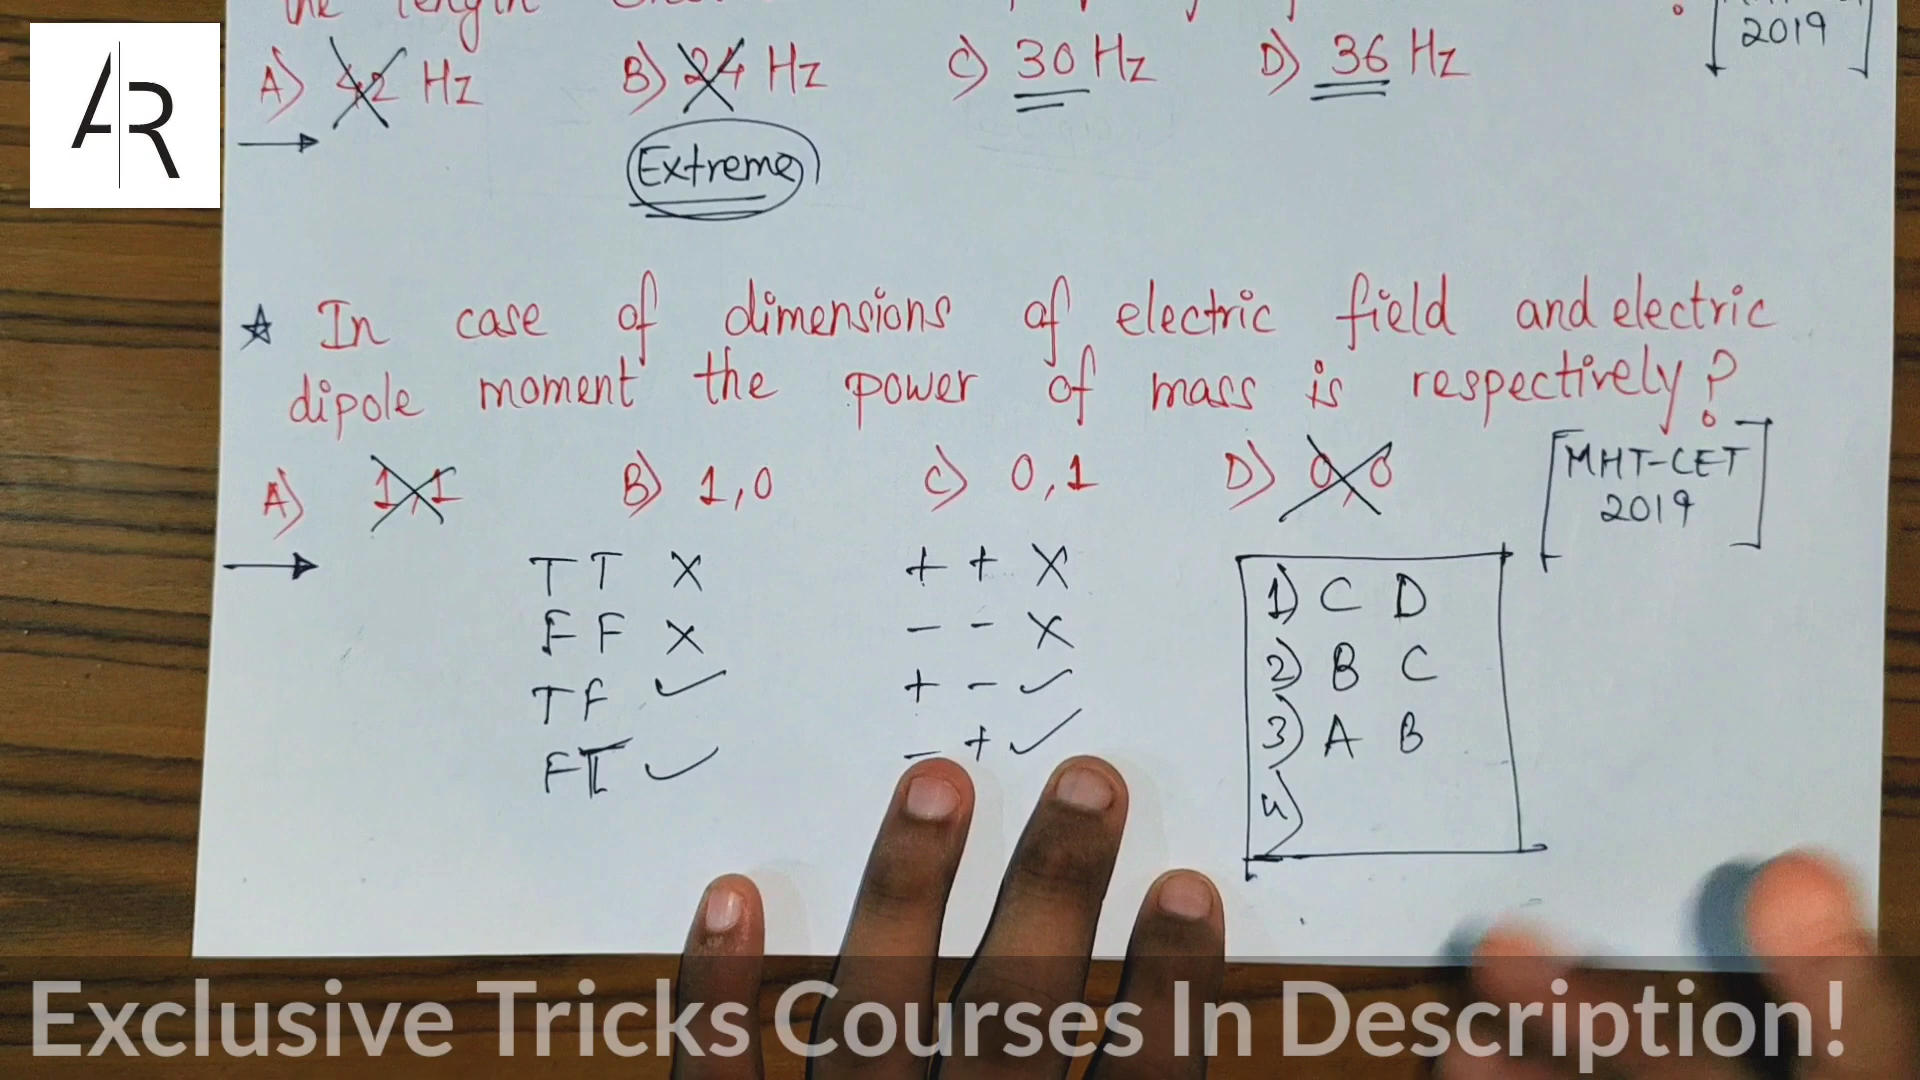 the length
A) 42 Hz B) 24 Hz C) 30 Hz D) 36 Hz
2019
Extreme
AR
☆ In case of dimensions of electric field and electric
dipole moment the power of mass is respectively?
A) 1,1 B) 1,0 C) 0,1 D) 0,0
[MHT-CET
2019]
T T X
F F X
T F ✓
F T ✓
+ + X
- - X
+ - ✓
- + ✓
1) C D
2) B C
3) A B
4)
Exclusive Tricks Courses In Description!